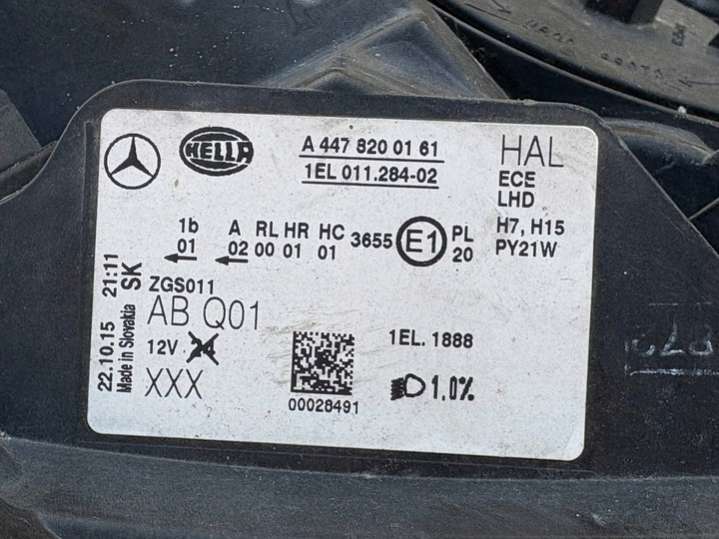 HELLA
A 447 820 01 61
1EL 011.284-02
HAL
ECE
LHD
H7, H15
PY21W
1b A RL HR HC 3655 E1 PL
01 02 00 01 01 20
22.10.15 21:11
Made in Slovakia SK
ZGS011
AB Q01
12V
XXX
00028491
1EL. 1888
1.0%